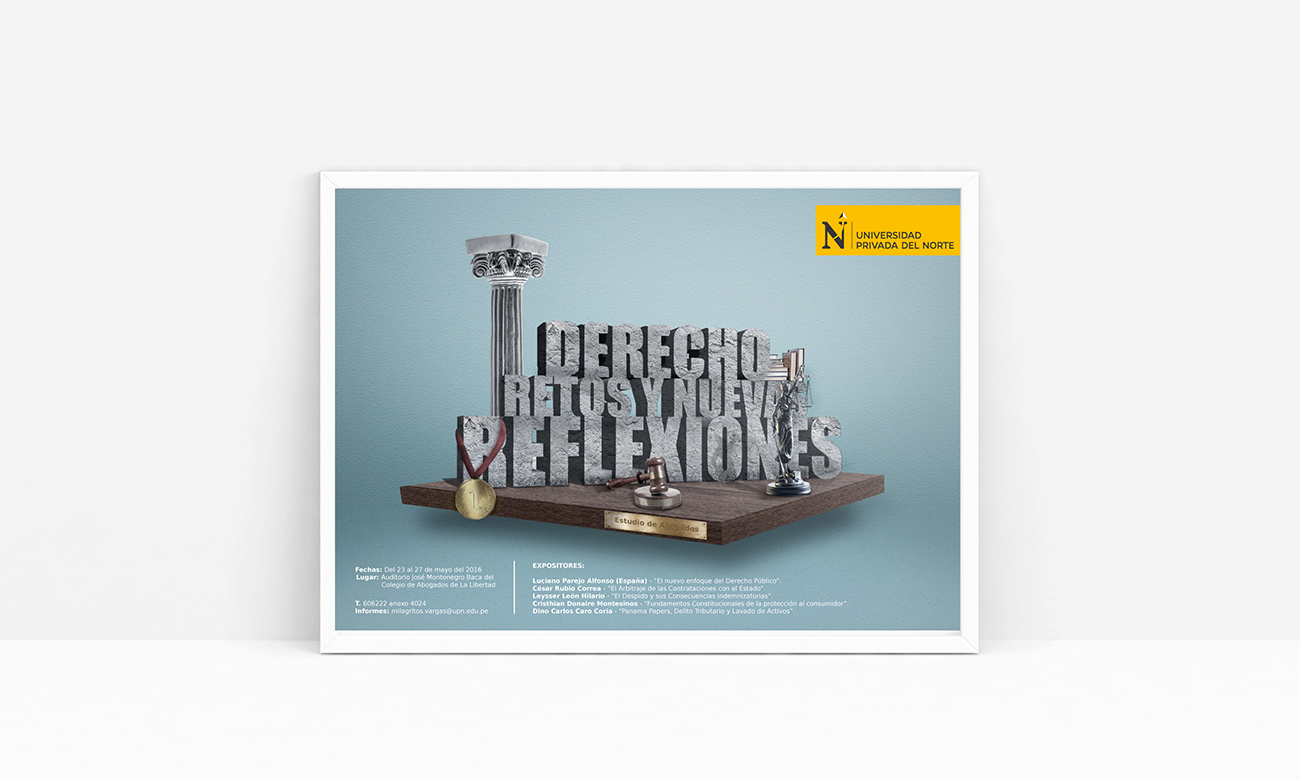 N
UNIVERSIDAD
PRIVADA DEL NORTE
DERECHO
RETOS Y NUEVAS
REFLEXIONES
1
Estudio de Abogados
Fechas: Del 23 al 27 de mayo del 2016
Lugar: Auditorio José Montenegro Baca del
Colegio de Abogados de La Libertad
T. 606222 anexo 4024
Informes: milagritos.vargas@upn.edu.pe
EXPOSITORES:
Luciano Parejo Alfonso (España) - "El nuevo enfoque del Derecho Público".
César Rubio Correa - "El Arbitraje de las Contrataciones con el Estado".
Leysser León Hilario - "El Despido y sus Consecuencias indemnizatorias".
Cristhian Donaire Montesinos - "Fundamentos Constitucionales de la protección al consumidor".
Dino Carlos Caro Coria - "Panama Papers, Delito Tributario y Lavado de Activos".